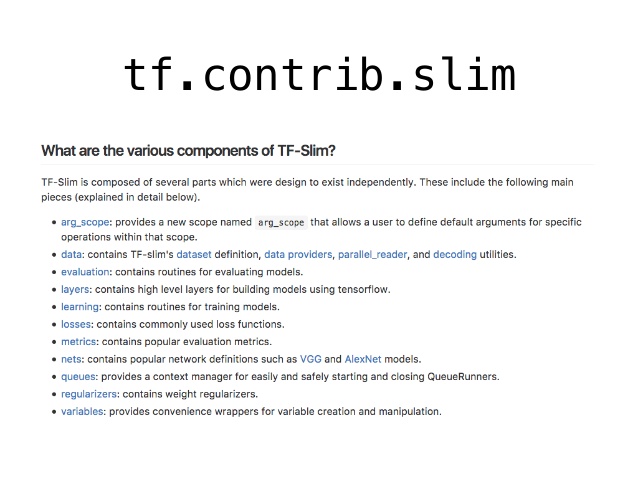 tf.contrib.slim
What are the various components of TF-Slim?
TF-Slim is composed of several parts which were design to exist independently. These include the following main
pieces (explained in detail below).
• arg_scope: provides a new scope named arg_scope that allows a user to define default arguments for specific
operations within that scope.
• data: contains TF-slim's dataset definition, data providers, parallel_reader, and decoding utilities.
• evaluation: contains routines for evaluating models.
• layers: contains high level layers for building models using tensorflow.
• learning: contains routines for training models.
• losses: contains commonly used loss functions.
• metrics: contains popular evaluation metrics.
• nets: contains popular network definitions such as VGG and AlexNet models.
• queues: provides a context manager for easily and safely starting and closing QueueRunners.
• regularizers: contains weight regularizers.
• variables: provides convenience wrappers for variable creation and manipulation.